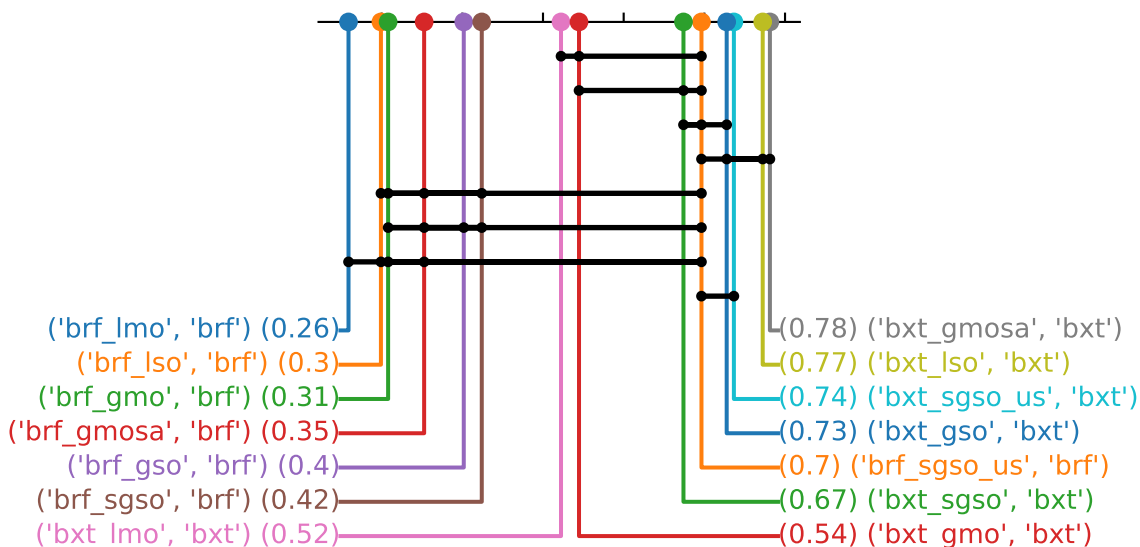 ('brf_lmo', 'brf') (0.26)
('brf_lso', 'brf') (0.3)
('brf_gmo', 'brf') (0.31)
('brf_gmosa', 'brf') (0.35)
('brf_gso', 'brf') (0.4)
('brf_sgso', 'brf') (0.42)
('bxt_lmo', 'bxt') (0.52)
(0.78) ('bxt_gmosa', 'bxt')
(0.77) ('bxt_lso', 'bxt')
(0.74) ('bxt_sgso_us', 'bxt')
(0.73) ('bxt_gso', 'bxt')
(0.7) ('brf_sgso_us', 'brf')
(0.67) ('bxt_sgso', 'bxt')
(0.54) ('bxt_gmo', 'bxt')